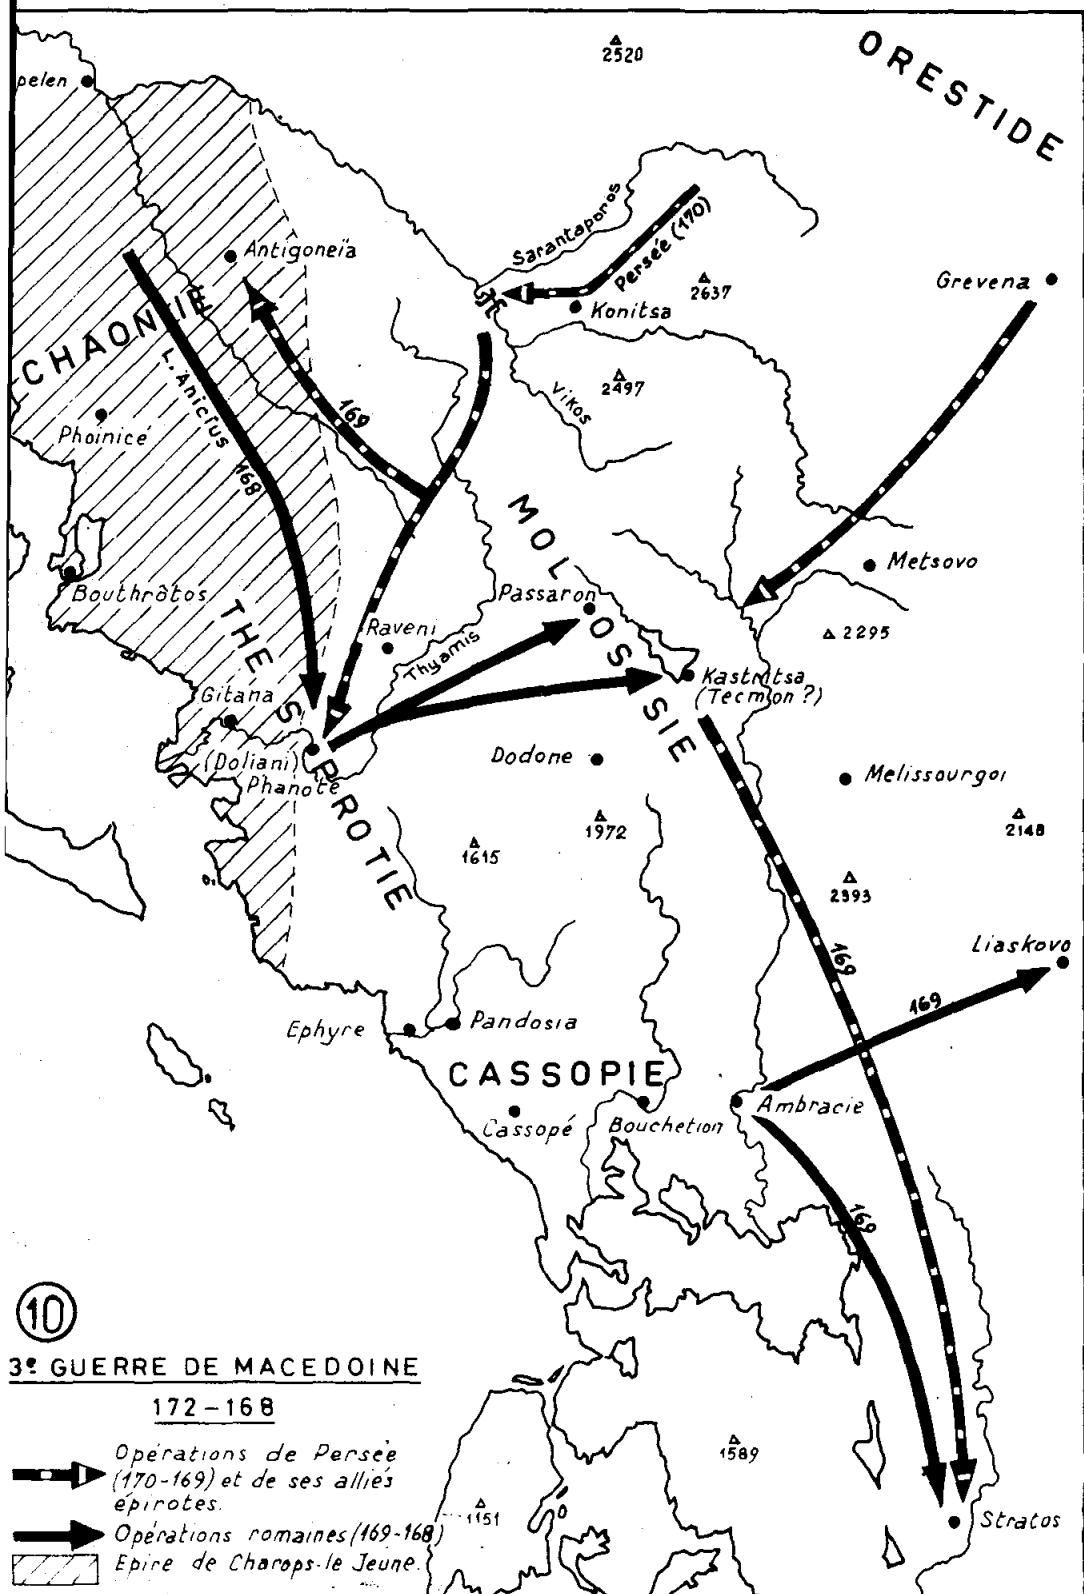 2520
ORESTIDE
pelen
Antigoneïa
Sarantaporos
Persée (170)
2637
Grevena
Konitsa
CHAONIE
L. Anicius 168
169
2497
Vikos
Phoinicé
MOLOSSIE
Metsovo
Bouthrôtos
Passaron
2295
THESPROTIE
Raveni
Thyamis
Kastritsa
(Tecmon ?)
Gitana
(Doliani)
Phanoté
Dodone
Melissourgoi
1972
2148
1615
2393
169
Liaskovo
169
Ephyre
Pandosia
CASSOPIE
Cassopé
Bouchetion
Ambracie
169
10
3e GUERRE DE MACEDOINE
172-168
Opérations de Persée
(170-169) et de ses alliés
épirotes.
Opérations romaines (169-168)
Epire de Charops-le Jeune.
1589
1151
Stratos